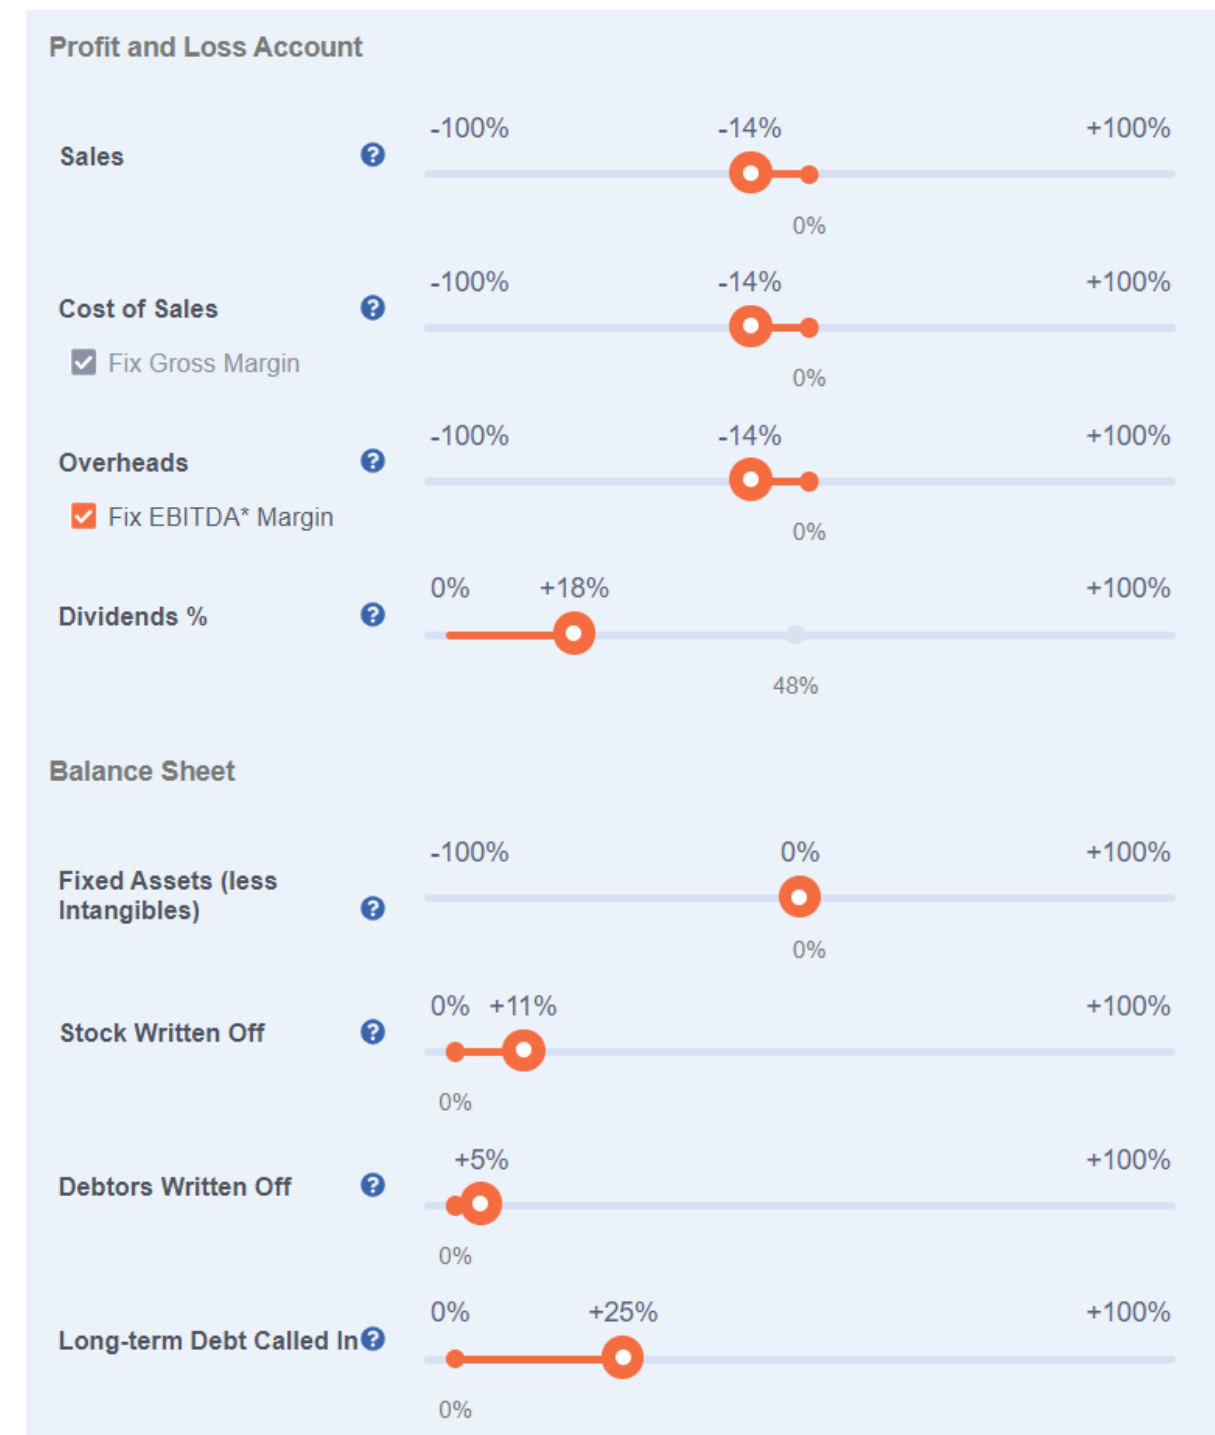 Profit and Loss Account
-100% -14% +100%
Sales ?
0%
-100% -14% +100%
Cost of Sales ?
Fix Gross Margin
0%
-100% -14% +100%
Overheads ?
Fix EBITDA* Margin
0%
0% +18% +100%
Dividends % ?
48%
Balance Sheet
-100% 0% +100%
Fixed Assets (less
Intangibles) ?
0%
0% +11% +100%
Stock Written Off ?
0%
+5% +100%
Debtors Written Off ?
0%
0% +25% +100%
Long-term Debt Called In ?
0%